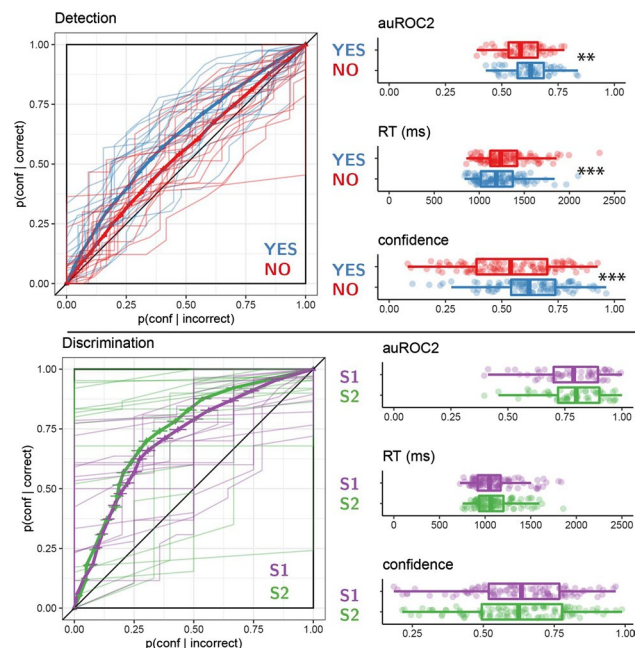 Detection
1.00
0.75
0.50
0.25
0.00
p(conf | correct)
YES
NO
0.00 0.25 0.50 0.75 1.00
p(conf | incorrect)
auROC2
YES
NO
**
0.00 0.25 0.50 0.75 1.00
RT (ms)
YES
NO
***
0 500 1000 1500 2000 2500
confidence
YES
NO
***
0.00 0.25 0.50 0.75 1.00
Discrimination
1.00
0.75
0.50
0.25
0.00
p(conf | correct)
S1
S2
0.00 0.25 0.50 0.75 1.00
p(conf | incorrect)
auROC2
S1
S2
0.00 0.25 0.50 0.75 1.00
RT (ms)
S1
S2
0 500 1000 1500 2000 2500
confidence
S1
S2
0.25 0.50 0.75 1.00